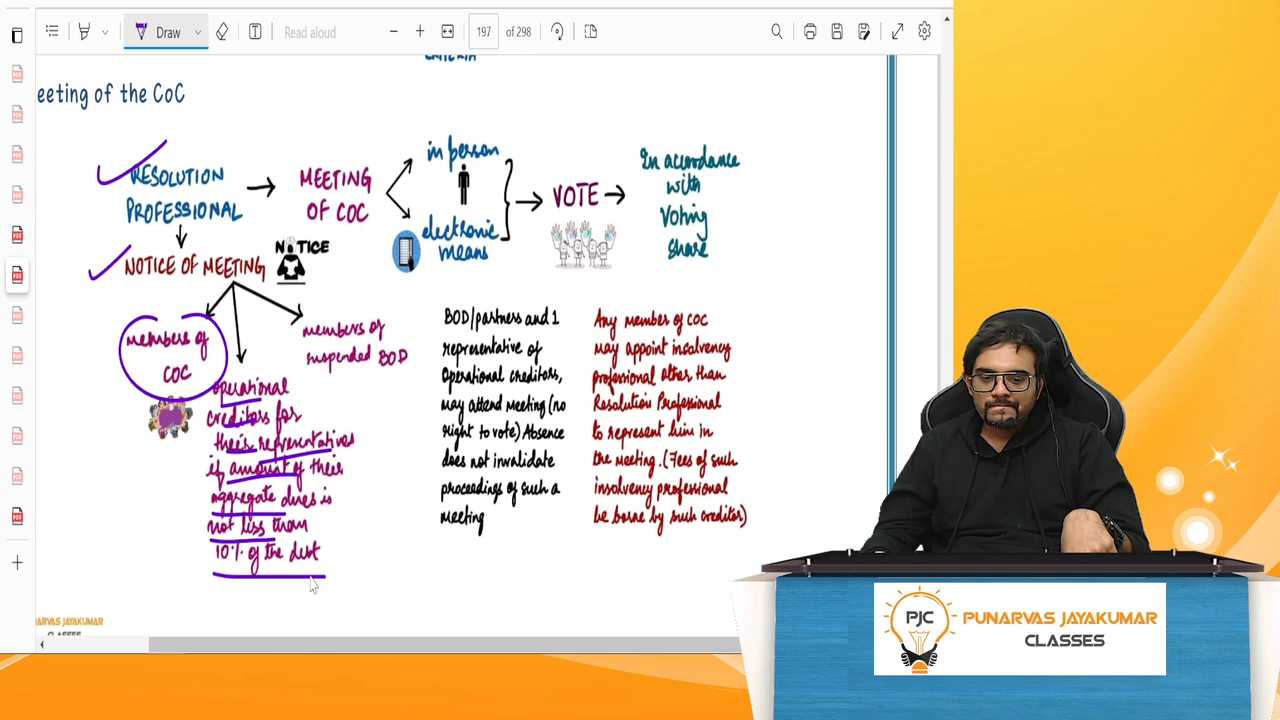 Draw
Read aloud
197 of 298
CRITERIA
eeting of the CoC
RESOLUTION
PROFESSIONAL
MEETING
OF COC
in person
electronic
means
VOTE
In accordance
with
Voting
share
NOTICE OF MEETING
NOTICE
members of
COC
members of
suspended BOD
operational
creditors for
their representatives
if amount of their
aggregate dues is
not less than
10% of the debt
BOD/partners and 1
representative of
Operational creditors,
may attend meeting (no
right to vote) Absence
does not invalidate
proceedings of such a
meeting
Any member of COC
may appoint insolvency
professional other than
Resolution Professional
to represent him in
the meeting. (Fees of such
insolvency professional
be borne by such creditor)
ARVAS JAYAKUMAR
CLASSES
PJC
PUNARVAS JAYAKUMAR
CLASSES